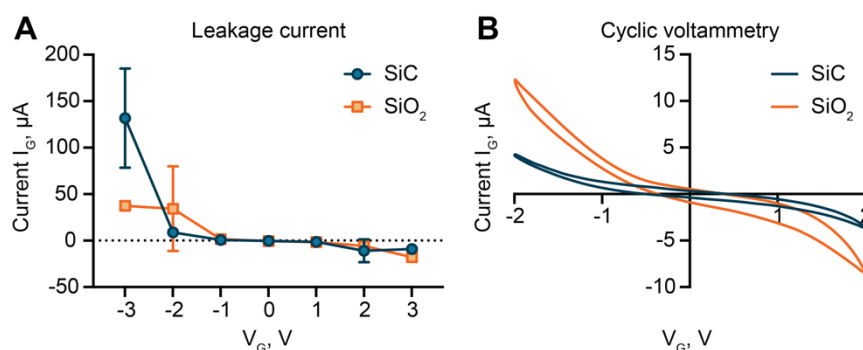 A
Leakage current
Current I_G, µA
200
150
100
50
0
-50
-3 -2 -1 0 1 2 3
V_G, V
SiC
SiO₂
B
Cyclic voltammetry
Current I_G, µA
15
10
5
-5
-10
-2 -1 1 2
V_G, V
SiC
SiO₂